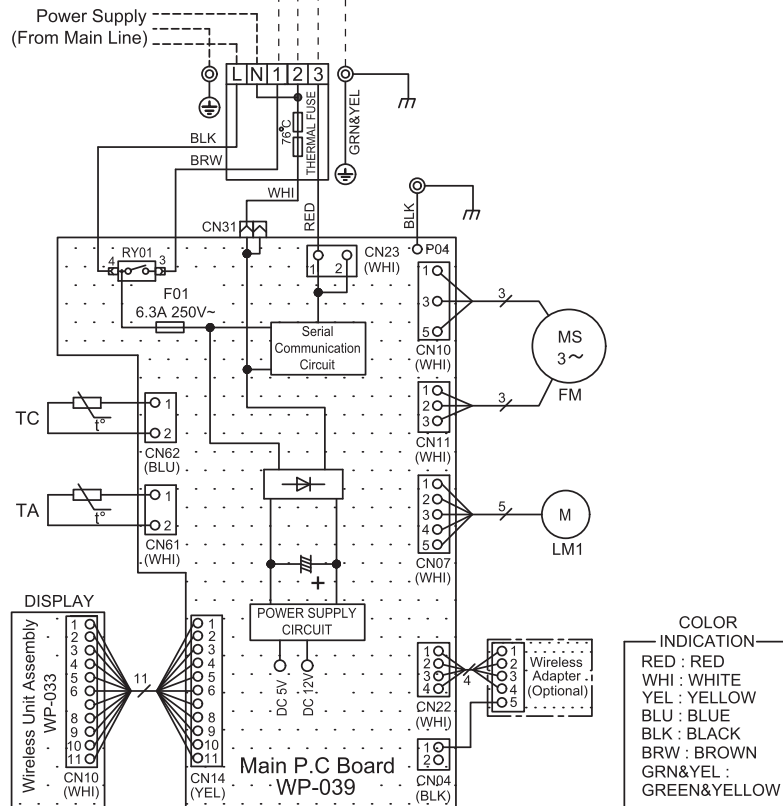 Power Supply
(From Main Line)
L N 1 2 3
BLK
BRW
76°C
THERMAL FUSE
GRN&YEL
WHI
RED
CN31
BLK
P04
RY01
4
3
CN23
(WHI)
1 2
F01
6.3A 250V~
Serial
Communication
Circuit
1
3
5
CN10
(WHI)
3
MS
3~
FM
TC
t°
1
2
CN62
(BLU)
1
2
3
CN11
(WHI)
3
TA
t°
1
2
CN61
(WHI)
1
2
3
4
5
CN07
(WHI)
5
M
LM1
+
POWER SUPPLY
CIRCUIT
DC 5V
DC 12V
DISPLAY
Wireless Unit Assembly
WP-033
1
2
3
4
5
6
8
9
10
11
CN10
(WHI)
11
1
2
3
4
5
6
8
9
10
11
CN14
(YEL)
Main P.C Board
WP-039
1
2
3
4
CN22
(WHI)
4
1
2
3
4
5
Wireless
Adapter
(Optional)
1
2
CN04
(BLK)
COLOR
INDICATION
RED : RED
WHI : WHITE
YEL : YELLOW
BLU : BLUE
BLK : BLACK
BRW : BROWN
GRN&YEL :
GREEN&YELLOW